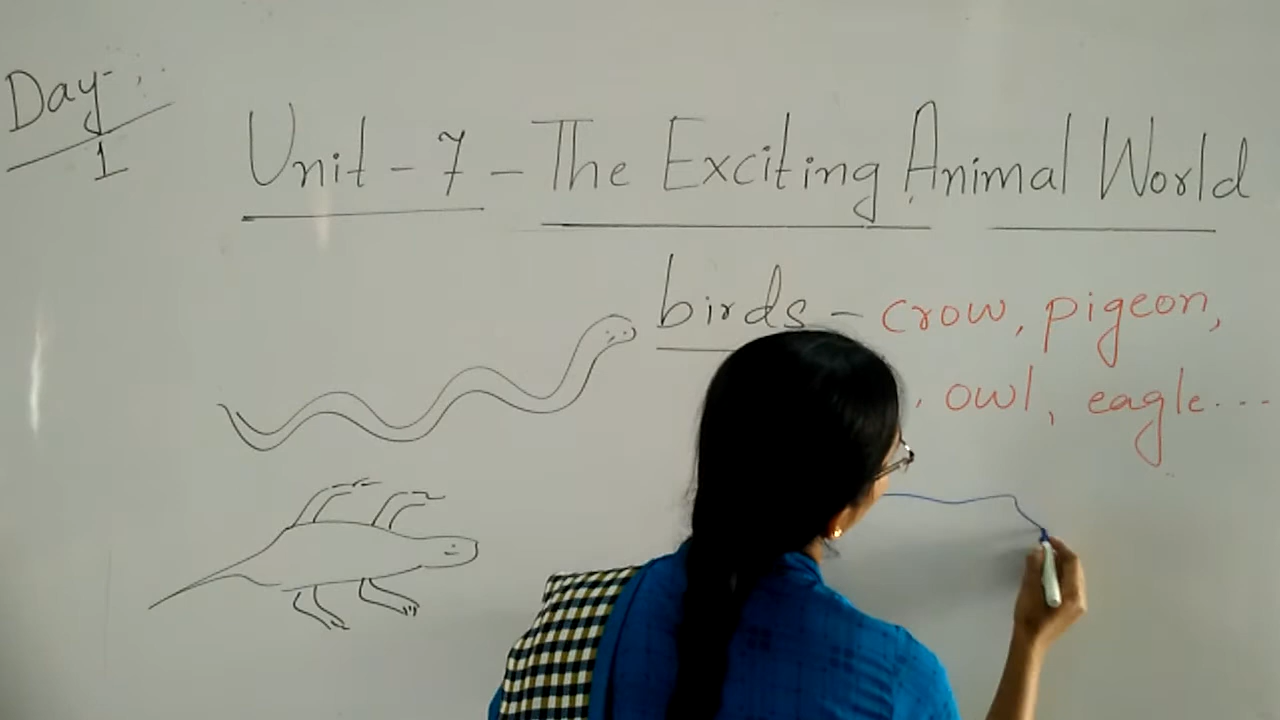 Day-
1
Unit - 7 - The Exciting Animal World
birds - crow, pigeon,
, owl, eagle...